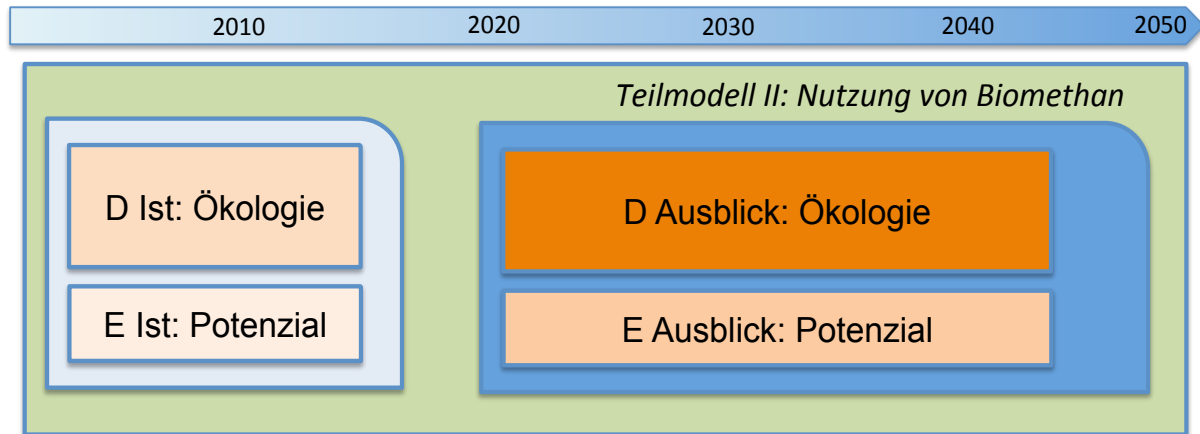 2010 2020 2030 2040 2050
Teilmodell II: Nutzung von Biomethan
D Ist: Ökologie
E Ist: Potenzial
D Ausblick: Ökologie
E Ausblick: Potenzial